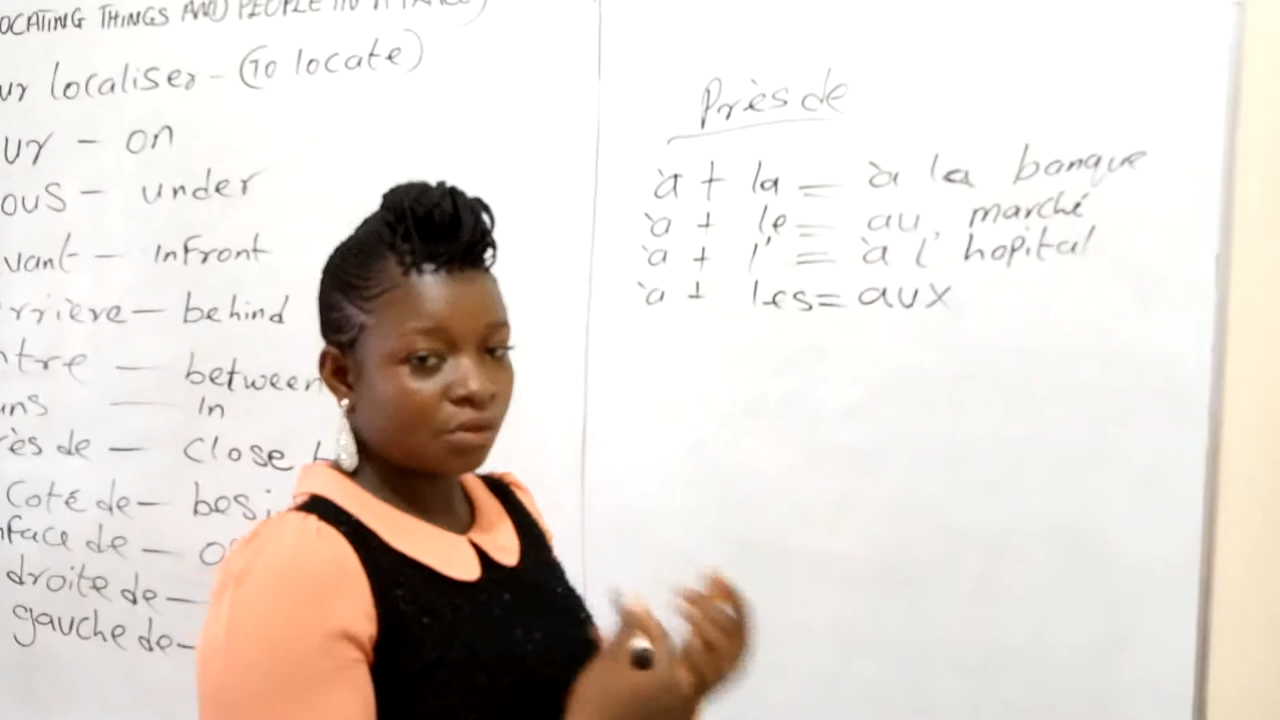 LOCATING THINGS AND PEOPLE IN
ur localiser - (To locate)
ur - on
ous - under
vant - Infront
rrière - behind
ntre - between
ans - In
rès de - Close
Coté de - besi
nface de - o
droite de -
gauche de -
Près de
à + la = à la banque
à + le = au, marché
à + l' = à l' hopital
à + les = aux